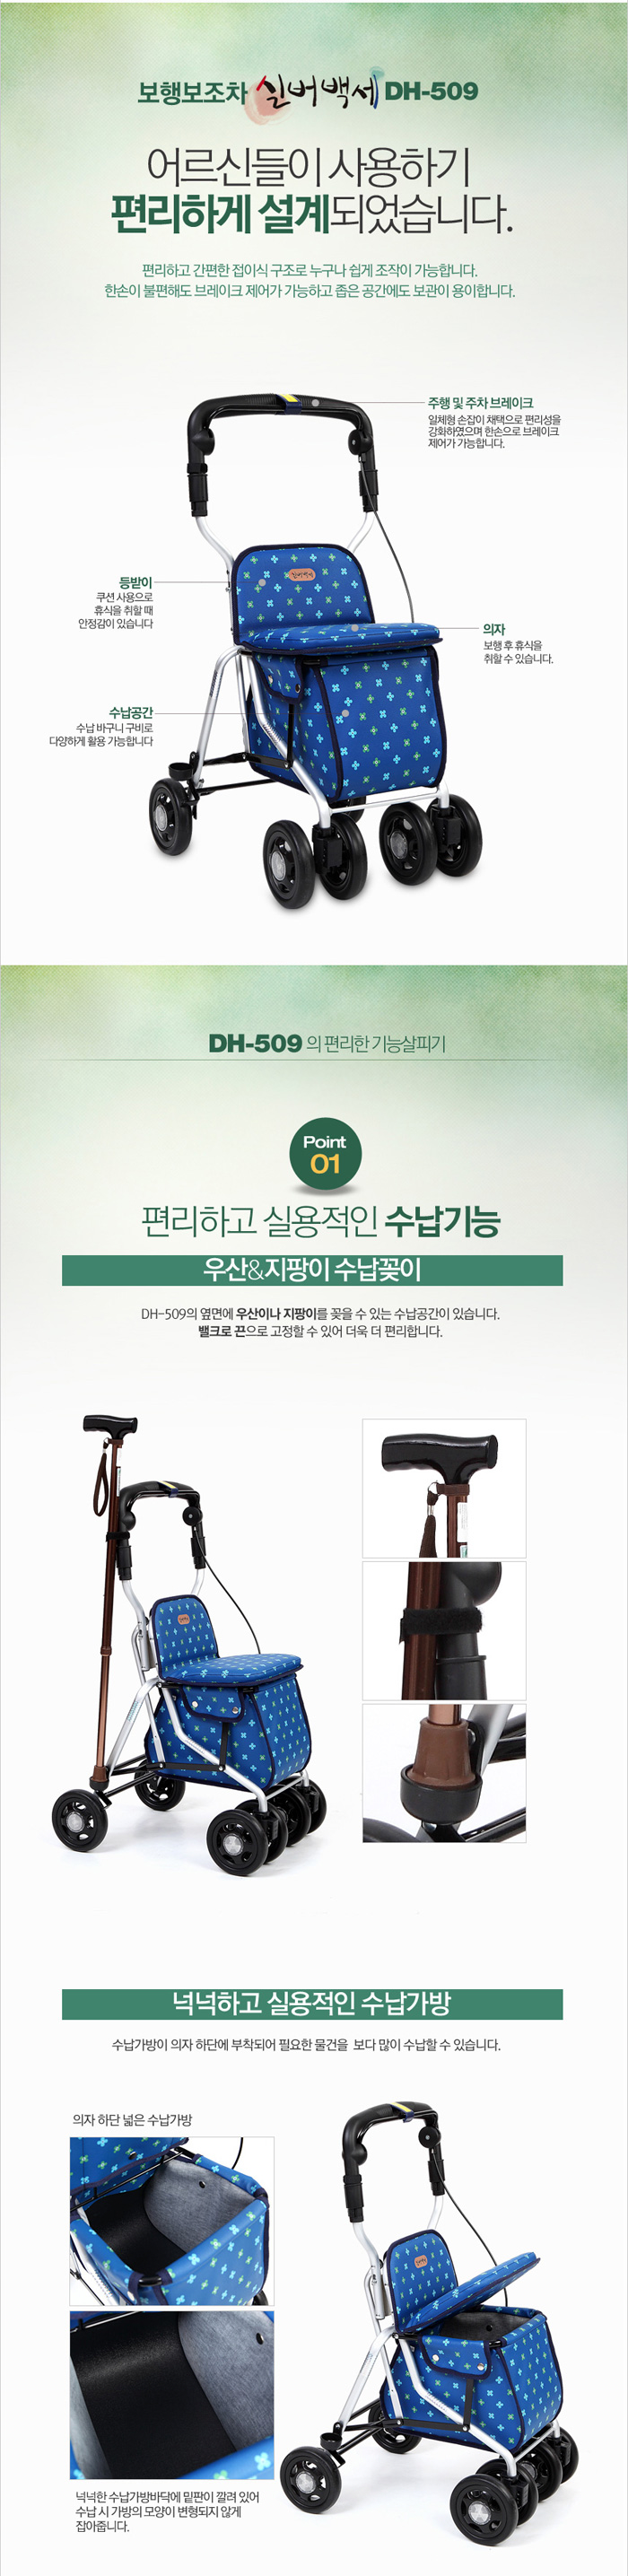 보행보조차 실버백세 DH-509
어르신들이 사용하기
편리하게 설계되었습니다.
편리하고 간편한 접이식 구조로 누구나 쉽게 조작이 가능합니다.
한손이 불편해도 브레이크 제어가 가능하고 좁은 공간에도 보관이 용이합니다.
주행 및 주차 브레이크
일체형 손잡이 채택으로 편리성을
강화하였으며 한손으로 브레이크
제어가 가능합니다.
등받이
쿠션 사용으로
휴식을 취할 때
안정감이 있습니다
의자
보행 후 휴식을
취할 수 있습니다.
수납공간
수납 바구니 구비로
다양하게 활용 가능합니다
실버백세
DH-509 의 편리한 기능살피기
Point
01
편리하고 실용적인 수납기능
우산&지팡이 수납꽂이
DH-509의 옆면에 우산이나 지팡이를 꽂을 수 있는 수납공간이 있습니다.
밸크로 끈으로 고정할 수 있어 더욱 더 편리합니다.
넉넉하고 실용적인 수납가방
수납가방이 의자 하단에 부착되어 필요한 물건을 보다 많이 수납할 수 있습니다.
의자 하단 넓은 수납가방
넉넉한 수납가방바닥에 밑판이 깔려 있어
수납 시 가방의 모양이 변형되지 않게
잡아줍니다.